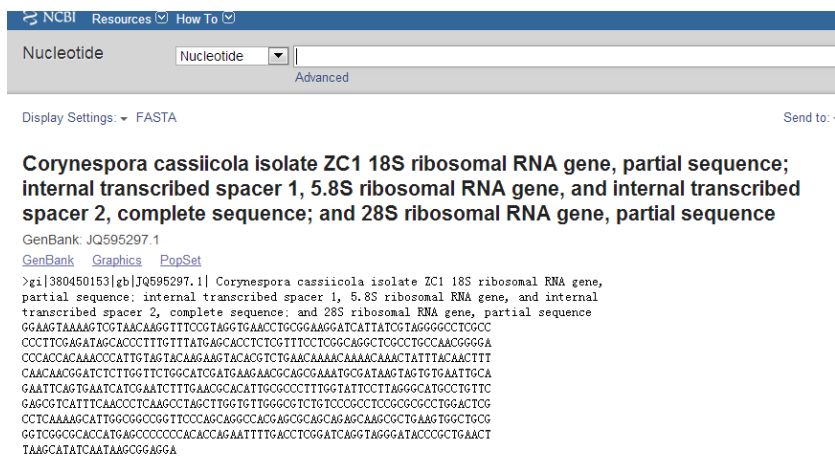 NCBI Resources How To
Nucleotide Nucleotide
Advanced
Display Settings: FASTA Send to:
Corynespora cassiicola isolate ZC1 18S ribosomal RNA gene, partial sequence;
internal transcribed spacer 1, 5.8S ribosomal RNA gene, and internal transcribed
spacer 2, complete sequence; and 28S ribosomal RNA gene, partial sequence
GenBank: JQ595297.1
GenBank Graphics PopSet
>gi|380450153|gb|JQ595297.1| Corynespora cassiicola isolate ZC1 18S ribosomal RNA gene,
partial sequence; internal transcribed spacer 1, 5.8S ribosomal RNA gene, and internal
transcribed spacer 2, complete sequence; and 28S ribosomal RNA gene, partial sequence
GGAAGTAAAAGTCGTAACAAGGTTTCCGTAGGTGAACCTGCGGAAGGATCATTATCGTAGGGGCCTCGCC
CCCTTCGAGATAGCACCCTTTGTTTATGAGCACCTCTCGTTTCCTCGGCAGGCTCGCCTGCCAACGGGGA
CCCACCACAAACCCATTGTAGTACAAGAAGTACACGTCTGAACAAAACAAAACAAACTATTTACAACTTT
CAACAACGGATCTCTTGGTTCTGGCATCGATGAAGAACGCAGCGAAATGCGATAAGTAGTGTGAATTGCA
GAATTCAGTGAATCATCGAATCTTTGAACGCACATTGCGCCCTTTGGTATTCCTTAGGGCATGCCTGTTC
GAGCGTCATTTCAACCCTCAAGCCTAGCTTGGTGTTGGGCGTCTGTCCCGCCTCCGCGCGCCTGGACTCG
CCTCAAAAGCATTGGCGGCCGGTTCCCAGCAGGCCACGAGCGCAGCAGAGCAAGCGCTGAAGTGGCTGCG
GGTCGGCGCACCATGAGCCCCCCCACACCAGAATTTTGACCTCGGATCAGGTAGGGATACCCGCTGAACT
TAAGCATATCAATAAGCGGAGGA